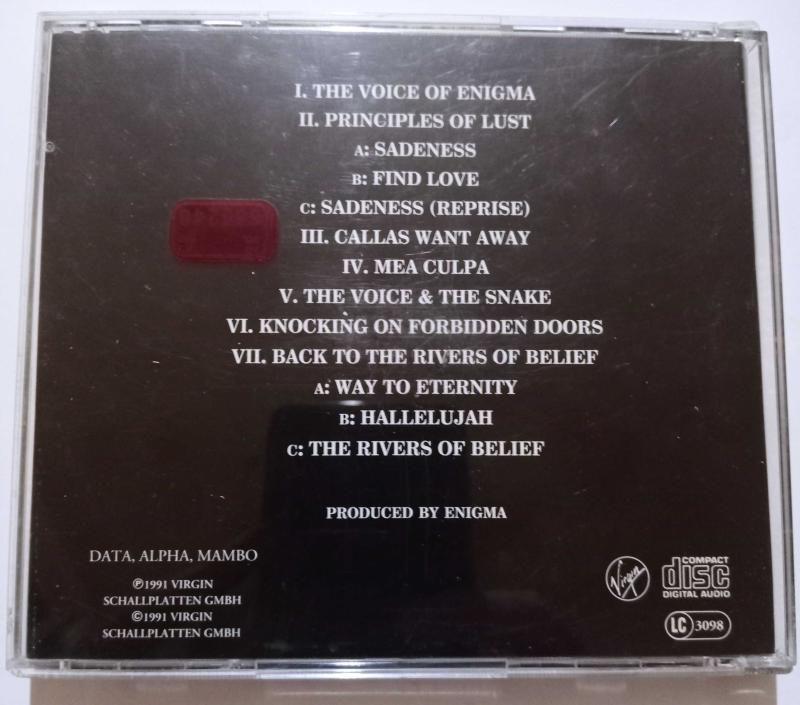 I. THE VOICE OF ENIGMA
II. PRINCIPLES OF LUST
A: SADENESS
B: FIND LOVE
C: SADENESS (REPRISE)
III. CALLAS WANT AWAY
IV. MEA CULPA
V. THE VOICE & THE SNAKE
VI. KNOCKING ON FORBIDDEN DOORS
VII. BACK TO THE RIVERS OF BELIEF
A: WAY TO ETERNITY
B: HALLELUJAH
C: THE RIVERS OF BELIEF
PRODUCED BY ENIGMA
DATA, ALPHA, MAMBO
℗1991 VIRGIN
SCHALLPLATTEN GMBH
©1991 VIRGIN
SCHALLPLATTEN GMBH
Virgin
COMPACT
disc
DIGITAL AUDIO
LC 3098